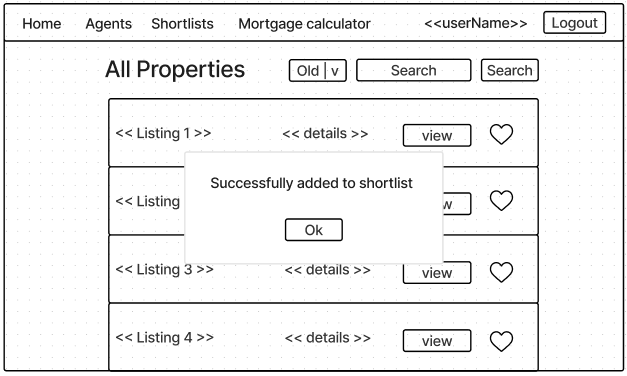 Home Agents Shortlists Mortgage calculator <<userName>> Logout
All Properties Old | v Search Search
<< Listing 1 >> << details >> view
<< Listing
Successfully added to shortlist
Ok
<< Listing 3 >> << details >> view
<< Listing 4 >> << details >> view